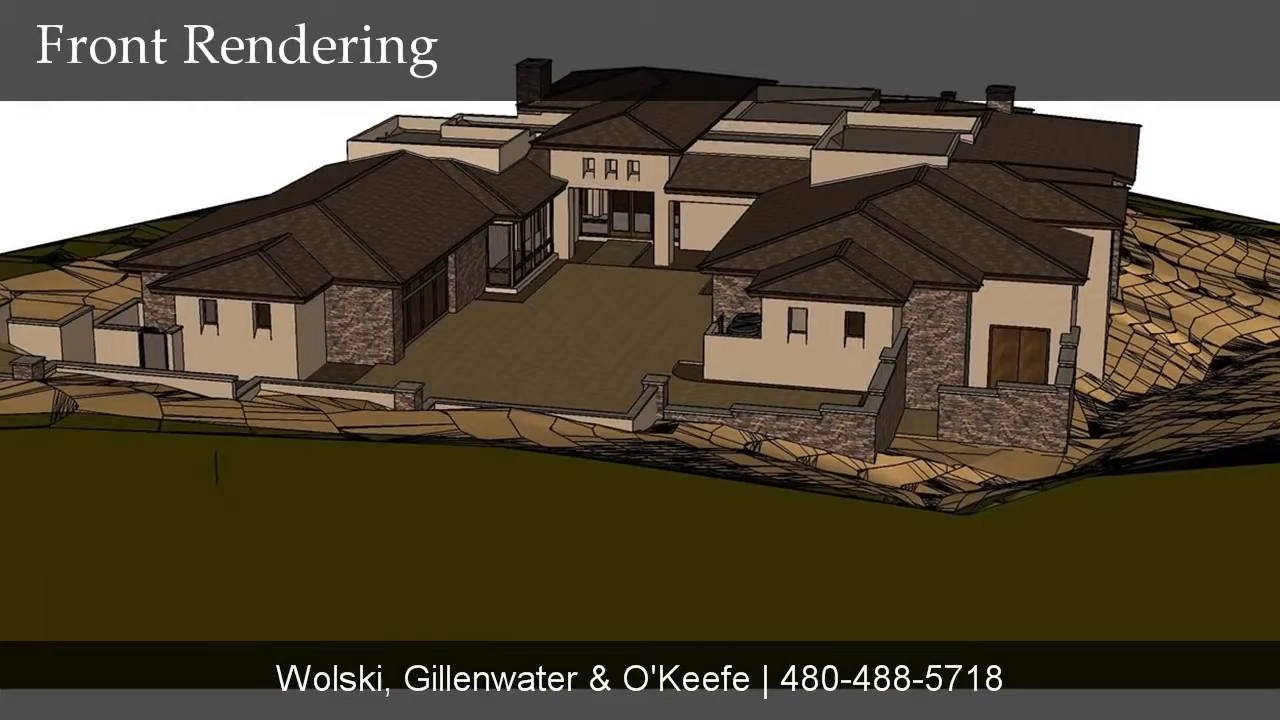 Front Rendering
Wolski, Gillenwater & O'Keefe | 480-488-5718